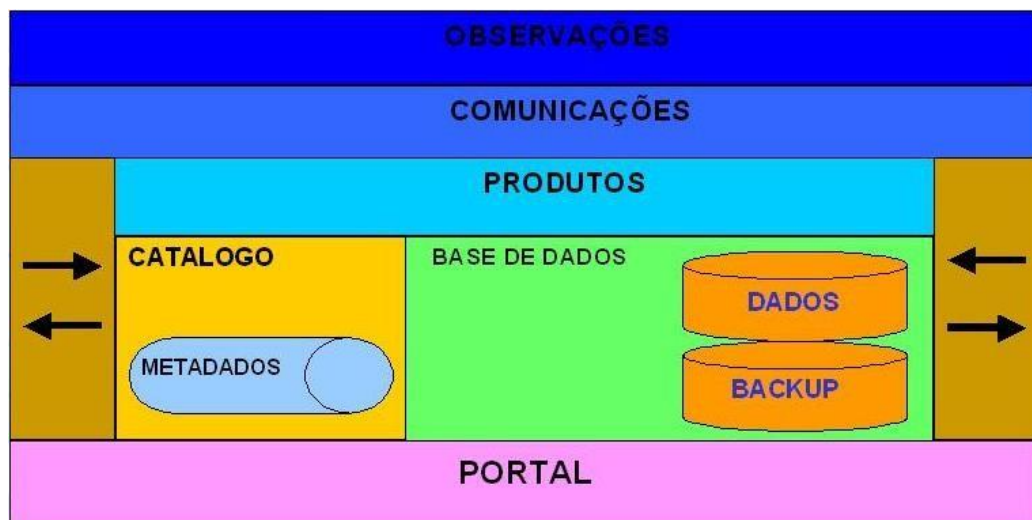 OBSERVAÇÕES
COMUNICAÇÕES
PRODUTOS
CATALOGO
BASE DE DADOS
DADOS
METADADOS
BACKUP
PORTAL